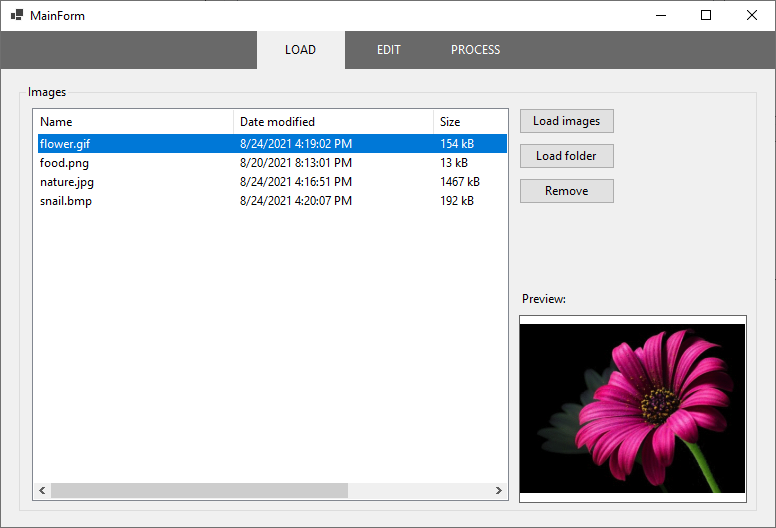 MainForm
LOAD EDIT PROCESS
Images
Name Date modified Size
flower.gif 8/24/2021 4:19:02 PM 154 kB
food.png 8/20/2021 8:13:01 PM 13 kB
nature.jpg 8/24/2021 4:16:51 PM 1467 kB
snail.bmp 8/24/2021 4:20:07 PM 192 kB
Load images
Load folder
Remove
Preview: